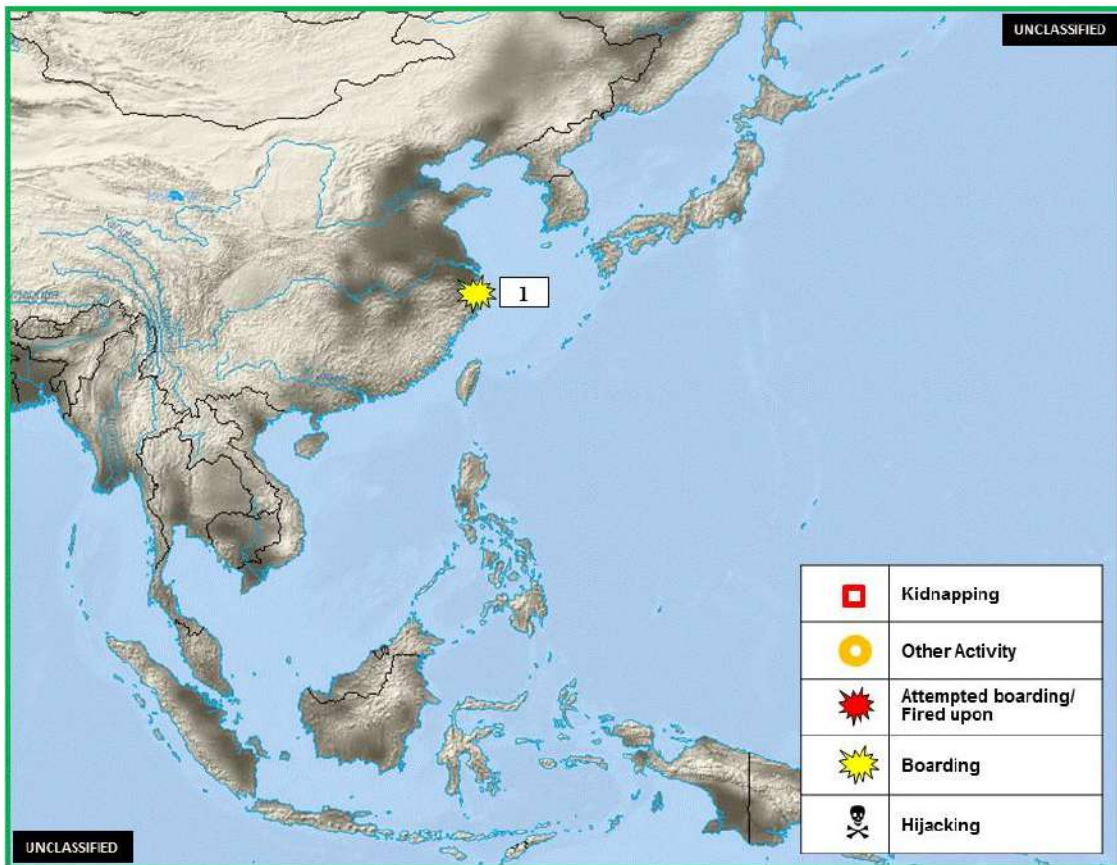 UNCLASSIFIED
1
Kidnapping
Other Activity
Attempted boarding/
Fired upon
Boarding
Hijacking
UNCLASSIFIED